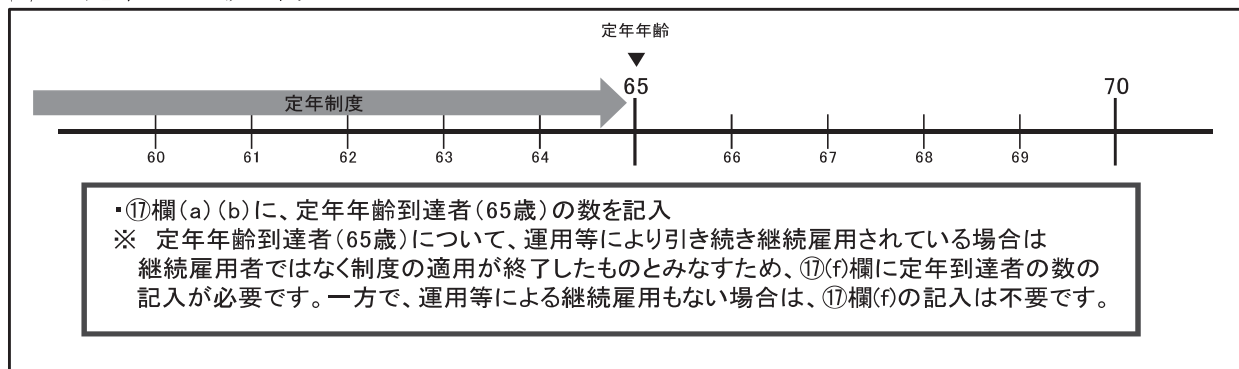 定年年齢
▼
65 70
定年制度
60 61 62 63 64 66 67 68 69
・⑰欄(a)(b)に、定年年齢到達者(65歳)の数を記入
※ 定年年齢到達者(65歳)について、運用等により引き続き継続雇用されている場合は
継続雇用者ではなく制度の適用が終了したものとみなすため、⑰(f)欄に定年到達者の数の
記入が必要です。一方で、運用等による継続雇用もない場合は、⑰欄(f)の記入は不要です。